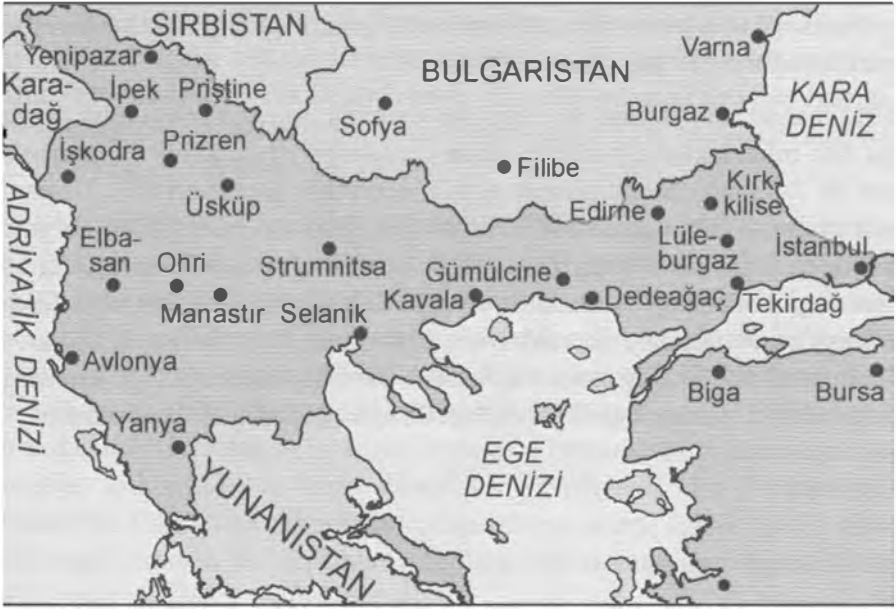 SIRBİSTAN
Yenipazar
Kara-
dağ
İpek
Priştine
BULGARİSTAN
Varna
Sofya
Burgaz
KARA
DENİZ
İşkodra
Prizren
Filibe
Üsküp
Edirne
Kırk-
kilise
ADRİYATİK DENİZİ
Elba-
san
Ohri
Strumnitsa
Lüle-
burgaz
İstanbul
Gümülcine
Manastır
Selanik
Kavala
Dedeağaç
Tekirdağ
Avlonya
Biga
Bursa
Yanya
YUNANİSTAN
EGE
DENİZİ